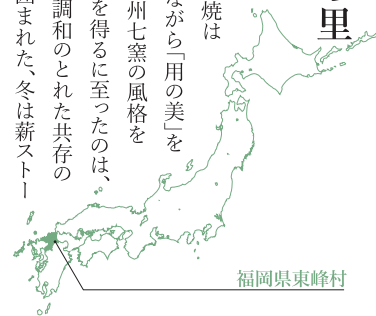 里
焼は
ながら「用の美」を
州七窯の風格を
を得るに至ったのは、
調和のとれた共存の
まれた、冬は薪ストー
福岡県東峰村